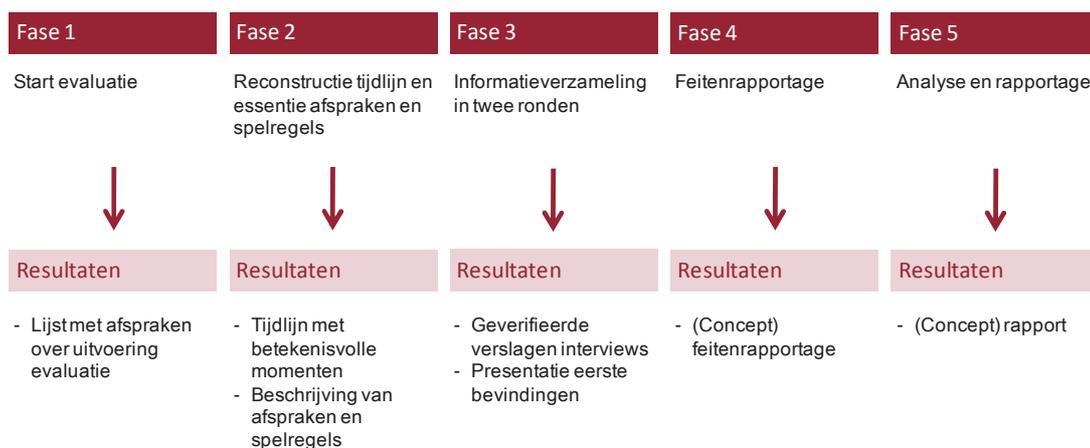 Fase 1
Start evaluatie
Resultaten
- Lijst met afspraken
over uitvoering
evaluatie
Fase 2
Reconstructie tijdlijn en
essentie afspraken en
spelregels
Resultaten
- Tijdlijn met
betekenisvolle
momenten
- Beschrijving van
afspraken en
spelregels
Fase 3
Informatieverzameling
in twee ronden
Resultaten
- Geverifieerde
verslagen interviews
- Presentatie eerste
bevindingen
Fase 4
Feitenrapportage
Resultaten
- (Concept)
feitenrapportage
Fase 5
Analyse en rapportage
Resultaten
- (Concept) rapport